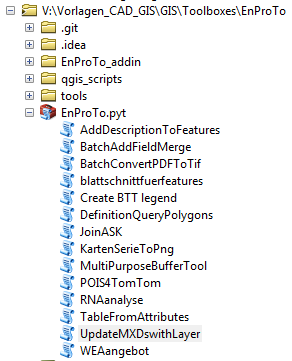 V:\Vorlagen_CAD_GIS\GIS\Toolboxes\EnProTo
.git
.idea
EnProTo_addin
qgis_scripts
tools
EnProTo.pyt
AddDescriptionToFeatures
BatchAddFieldMerge
BatchConvertPDFToTif
blattschnittfuerfeatures
Create BTT legend
DefinitionQueryPolygons
JoinASK
KartenSerieToPng
MultiPurposeBufferTool
POIS4TomTom
RNAanalyse
TableFromAttributes
UpdateMXDswithLayer
WEAangebot